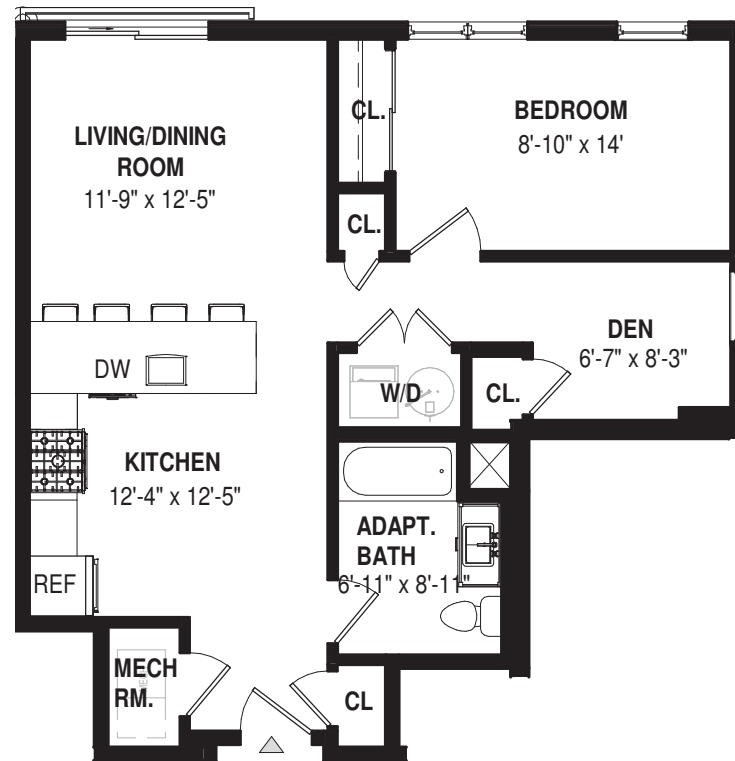 LIVING/DINING
ROOM
11'-9" x 12'-5"
CL.
BEDROOM
8'-10" x 14'
CL.
DEN
6'-7" x 8'-3"
DW
W/D
CL.
KITCHEN
12'-4" x 12'-5"
ADAPT.
BATH
6'-11" x 8'-11"
REF
MECH
RM.
CL